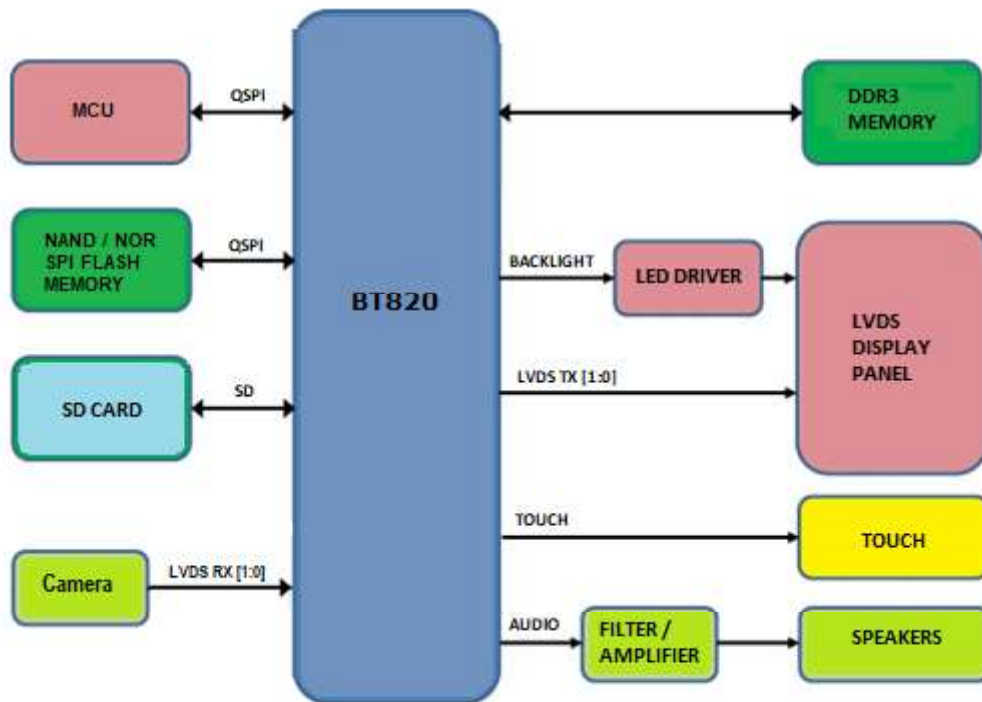 MCU
QSPI
NAND / NOR
SPI FLASH
MEMORY
QSPI
SD CARD
SD
Camera
LVDS RX [1:0]
BT820
DDR3
MEMORY
BACKLIGHT
LED DRIVER
LVDS
DISPLAY
PANEL
LVDS TX [1:0]
TOUCH
TOUCH
AUDIO
FILTER /
AMPLIFIER
SPEAKERS